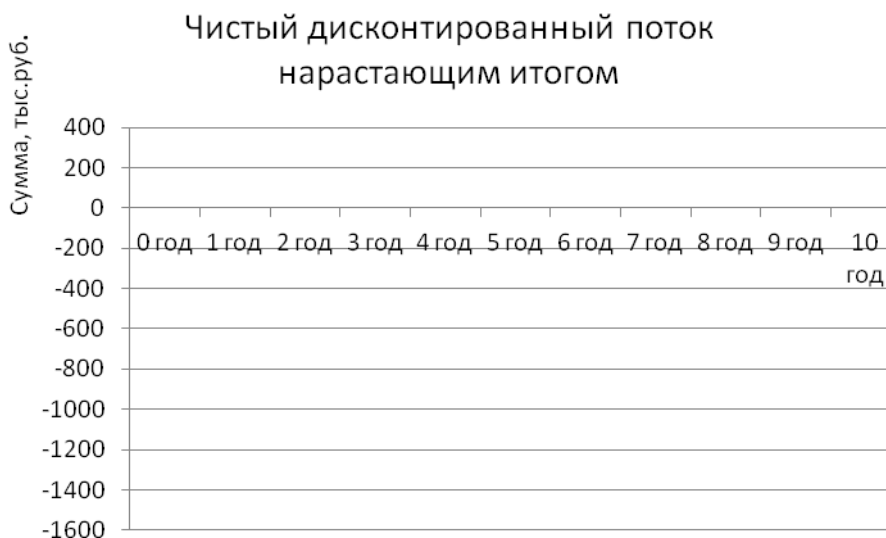 Чистый дисконтированный поток
нарастающим итогом
Сумма, тыс.руб.
400
200
0
-200
-400
-600
-800
-1000
-1200
-1400
-1600
0 год 1 год 2 год 3 год 4 год 5 год 6 год 7 год 8 год 9 год 10
год